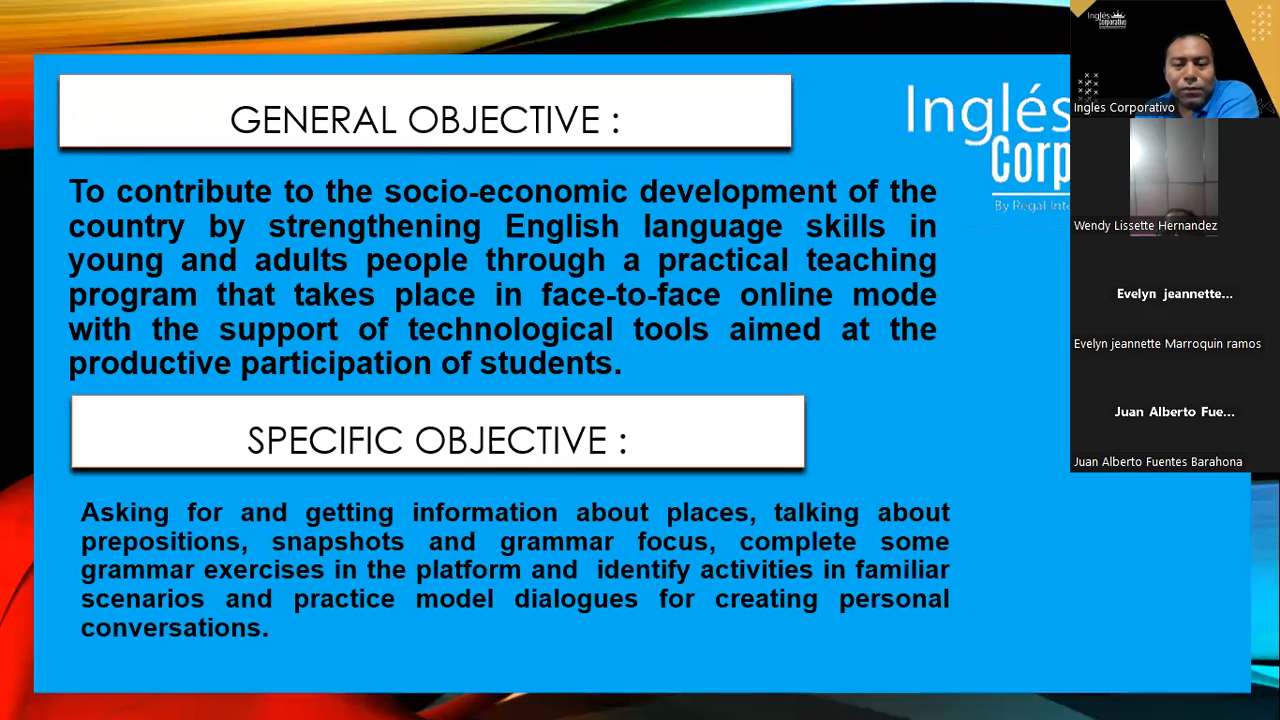 GENERAL OBJECTIVE :
To contribute to the socio-economic development of the
country by strengthening English language skills in
young and adults people through a practical teaching
program that takes place in face-to-face online mode
with the support of technological tools aimed at the
productive participation of students.
SPECIFIC OBJECTIVE :
Asking for and getting information about places, talking about
prepositions, snapshots and grammar focus, complete some
grammar exercises in the platform and identify activities in familiar
scenarios and practice model dialogues for creating personal
conversations.
Inglés
Corp
By Regal Inte
Inglés
Corporativo
Ingles Corporativo
Wendy Lissette Hernandez
Evelyn jeannette...
Evelyn jeannette Marroquin ramos
Juan Alberto Fue...
Juan Alberto Fuentes Barahona